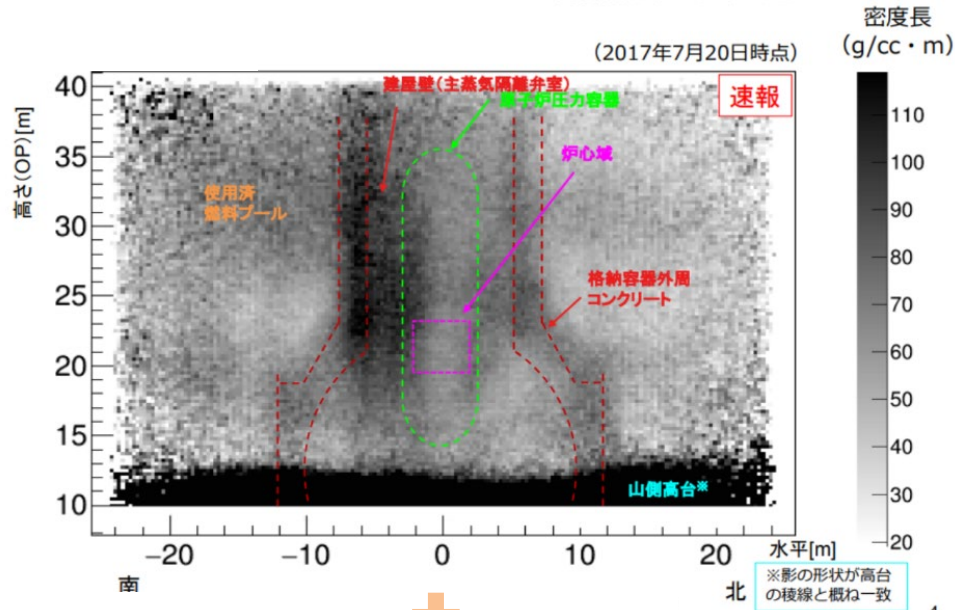 密度長
(g/cc・m)
(2017年7月20日時点)
速報
建屋壁(主蒸気隔離弁室)
原子炉圧力容器
炉心域
使用済
燃料プール
格納容器外周
コンクリート
山側高台※
高さ(OP)[m]
40
35
30
25
20
15
10
−20
−10
0
10
20
水平[m]
南
北
※影の形状が高台
の稜線と概ね一致
110
100
90
80
70
60
50
40
30
20